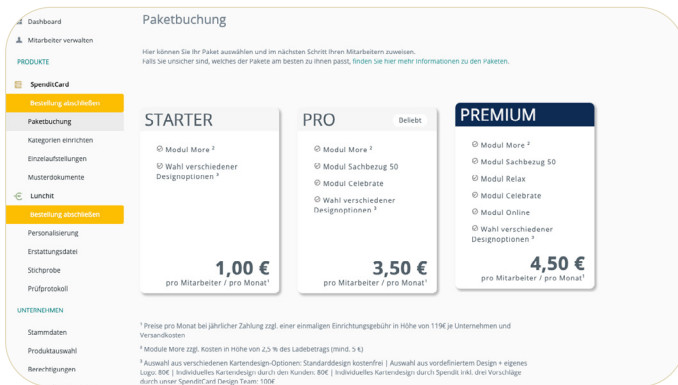 Dashboard
Mitarbeiter verwalten
PRODUKTE
SpenditCard
Bestellung abschließen
Paketbuchung
Kategorien einrichten
Einzelaufstellungen
Musterdokumente
Lunchit
Bestellung abschließen
Personalisierung
Erstattungsdatei
Stichprobe
Prüfprotokoll
UNTERNEHMEN
Stammdaten
Produktauswahl
Berechtigungen
Paketbuchung
Hier können Sie Ihr Paket auswählen und im nächsten Schritt Ihren Mitarbeitern zuweisen.
Falls Sie unsicher sind, welches der Pakete am besten zu Ihnen passt, finden Sie hier mehr Informationen zu den Paketen.
STARTER
Modul More ²
Wahl verschiedener
Designoptionen ³
1,00 €
pro Mitarbeiter / pro Monat¹
PRO
Beliebt
Modul More ²
Modul Sachbezug 50
Modul Celebrate
Wahl verschiedener
Designoptionen ³
3,50 €
pro Mitarbeiter / pro Monat¹
PREMIUM
Modul More ²
Modul Sachbezug 50
Modul Relax
Modul Celebrate
Modul Online
Wahl verschiedener
Designoptionen ³
4,50 €
pro Mitarbeiter / pro Monat¹
¹ Preise pro Monat bei jährlicher Zahlung zzgl. einer einmaligen Einrichtungsgebühr in Höhe von 119€ je Unternehmen und
Versandkosten
² Module More zzgl. Kosten in Höhe von 2,5 % des Ladebetrags (mind. 5 €)
³ Auswahl aus verschiedenen Kartendesign-Optionen: Standarddesign kostenfrei | Auswahl aus vordefiniertem Design + eigenes
Logo: 80€ | Individuelles Kartendesign durch den Kunden: 80€ | Individuelles Kartendesign durch Spendit inkl. drei Vorschläge
durch unser SpenditCard Design Team: 100€